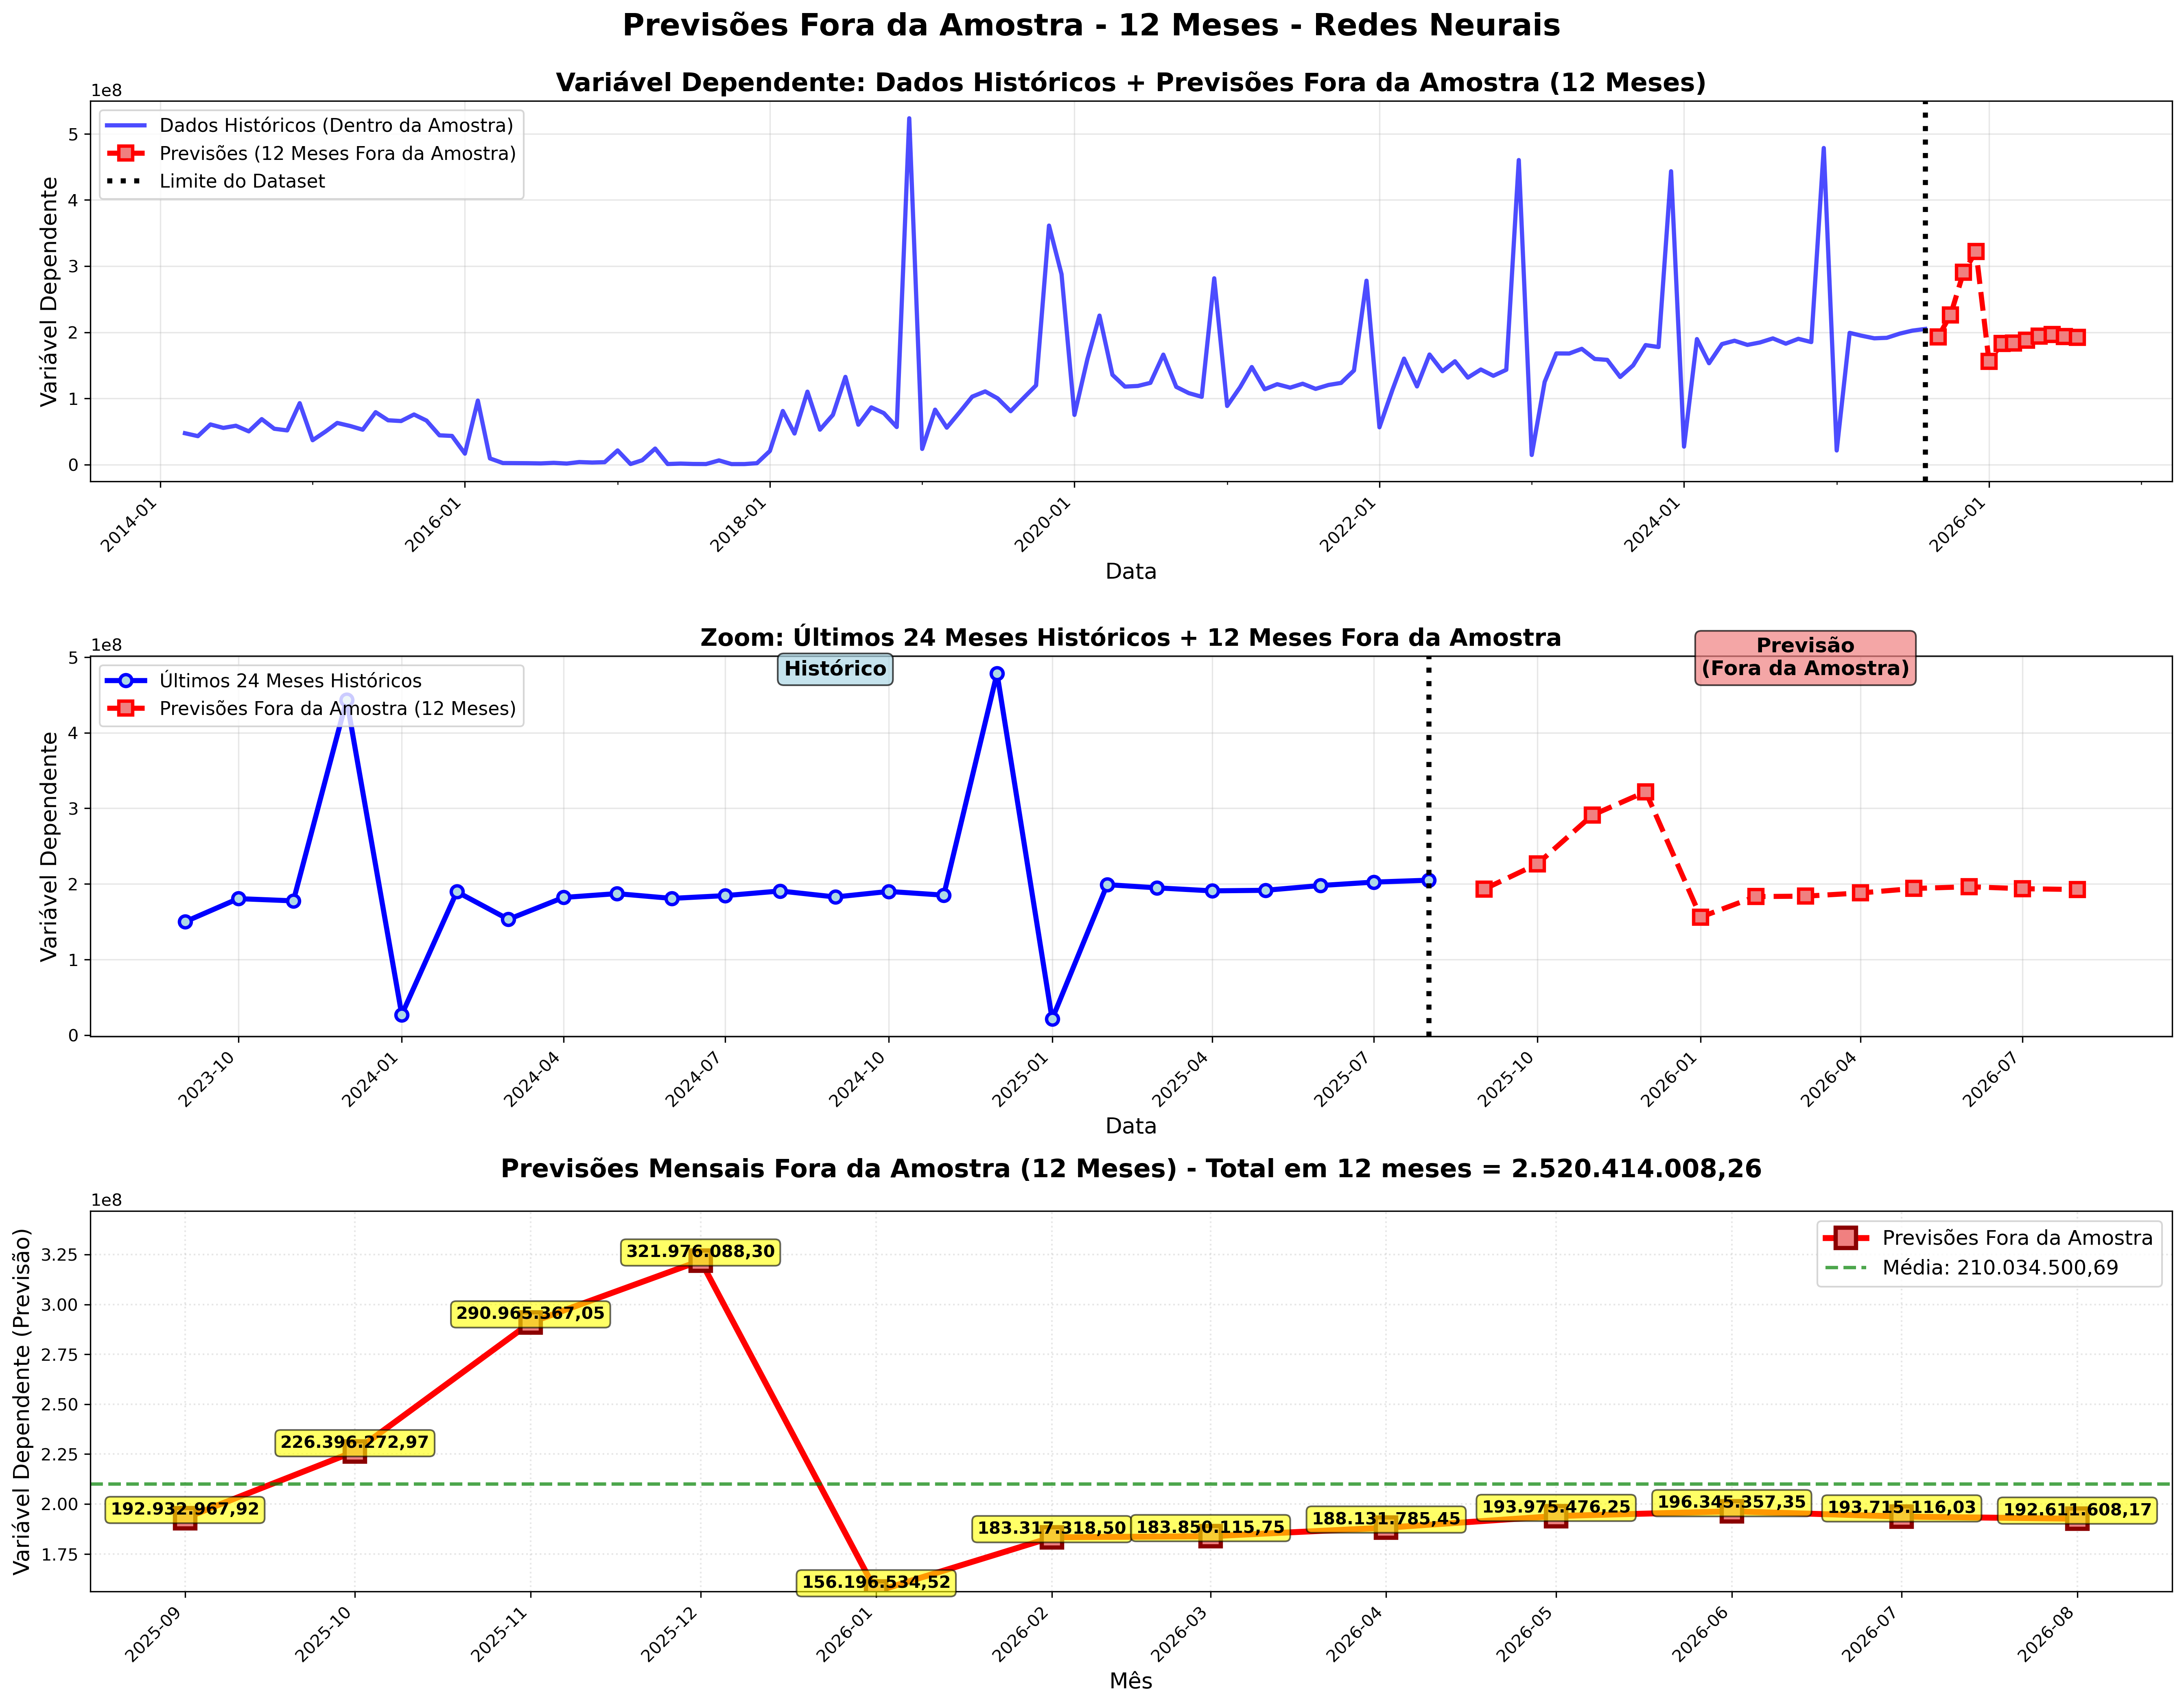 Previsões Fora da Amostra - 12 Meses - Redes Neurais
Variável Dependente: Dados Históricos + Previsões Fora da Amostra (12 Meses)
1e8
Dados Históricos (Dentro da Amostra)
Previsões (12 Meses Fora da Amostra)
Limite do Dataset
Variável Dependente
5
4
3
2
1
0
2014-01
2016-01
2018-01
2020-01
2022-01
2024-01
2026-01
Data
Zoom: Últimos 24 Meses Históricos + 12 Meses Fora da Amostra
1e8
Últimos 24 Meses Históricos
Previsões Fora da Amostra (12 Meses)
Histórico
Previsão
(Fora da Amostra)
Variável Dependente
5
4
3
2
1
0
2023-10
2024-01
2024-04
2024-07
2024-10
2025-01
2025-04
2025-07
2025-10
2026-01
2026-04
2026-07
Data
Previsões Mensais Fora da Amostra (12 Meses) - Total em 12 meses = 2.520.414.008,26
1e8
Previsões Fora da Amostra
Média: 210.034.500,69
Variável Dependente (Previsão)
3.25
3.00
2.75
2.50
2.25
2.00
1.75
192.932.967,92
226.396.272,97
290.965.367,05
321.976.088,30
156.196.534,52
183.317.318,50
183.850.115,75
188.131.785,45
193.975.476,25
196.345.357,35
193.715.116,03
192.611.608,17
2025-09
2025-10
2025-11
2025-12
2026-01
2026-02
2026-03
2026-04
2026-05
2026-06
2026-07
2026-08
Mês